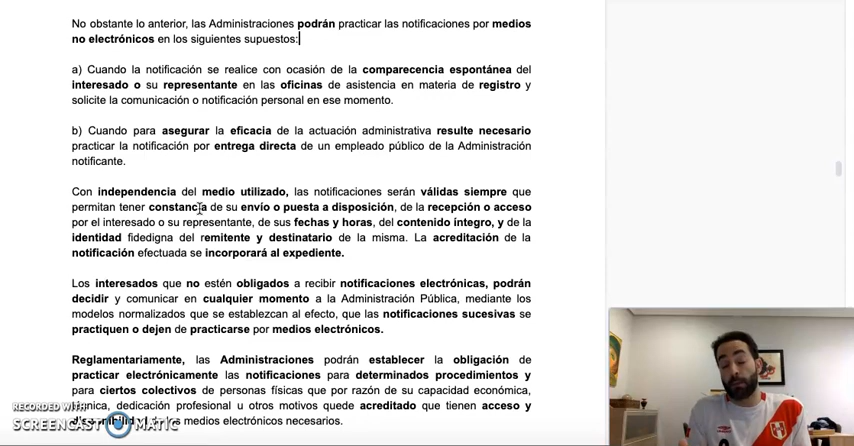 No obstante lo anterior, las Administraciones podrán practicar las notificaciones por medios
no electrónicos en los siguientes supuestos:
a) Cuando la notificación se realice con ocasión de la comparecencia espontánea del
interesado o su representante en las oficinas de asistencia en materia de registro y
solicite la comunicación o notificación personal en ese momento.
b) Cuando para asegurar la eficacia de la actuación administrativa resulte necesario
practicar la notificación por entrega directa de un empleado público de la Administración
notificante.
Con independencia del medio utilizado, las notificaciones serán válidas siempre que
permitan tener constancia de su envío o puesta a disposición, de la recepción o acceso
por el interesado o su representante, de sus fechas y horas, del contenido íntegro, y de la
identidad fidedigna del remitente y destinatario de la misma. La acreditación de la
notificación efectuada se incorporará al expediente.
Los interesados que no estén obligados a recibir notificaciones electrónicas, podrán
decidir y comunicar en cualquier momento a la Administración Pública, mediante los
modelos normalizados que se establezcan al efecto, que las notificaciones sucesivas se
practiquen o dejen de practicarse por medios electrónicos.
Reglamentariamente, las Administraciones podrán establecer la obligación de
practicar electrónicamente las notificaciones para determinados procedimientos y
para ciertos colectivos de personas físicas que por razón de su capacidad económica,
técnica, dedicación profesional u otros motivos quede acreditado que tienen acceso y
los medios electrónicos necesarios.
RECORDED WITH
SCREENCAST MATIC